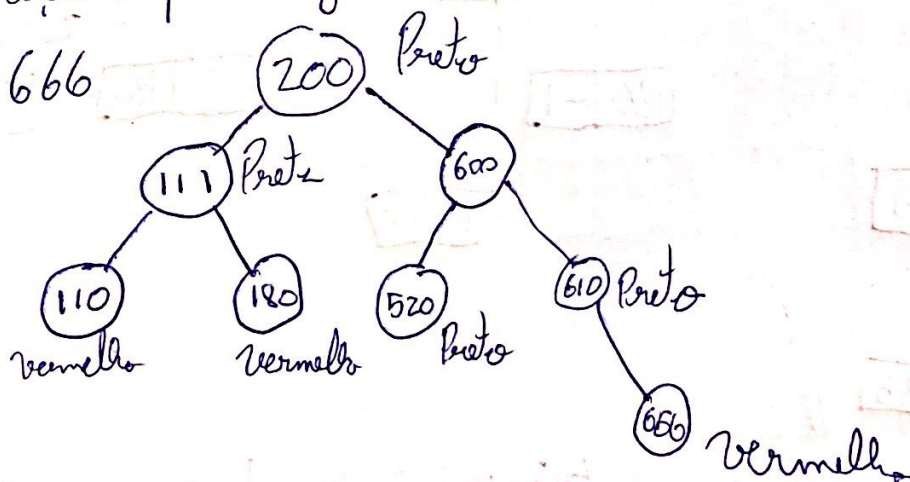 666
200 Preto
111 Preto
600
110
180
520
610 Preto
vermelho
vermelho
Preto
666
vermelho